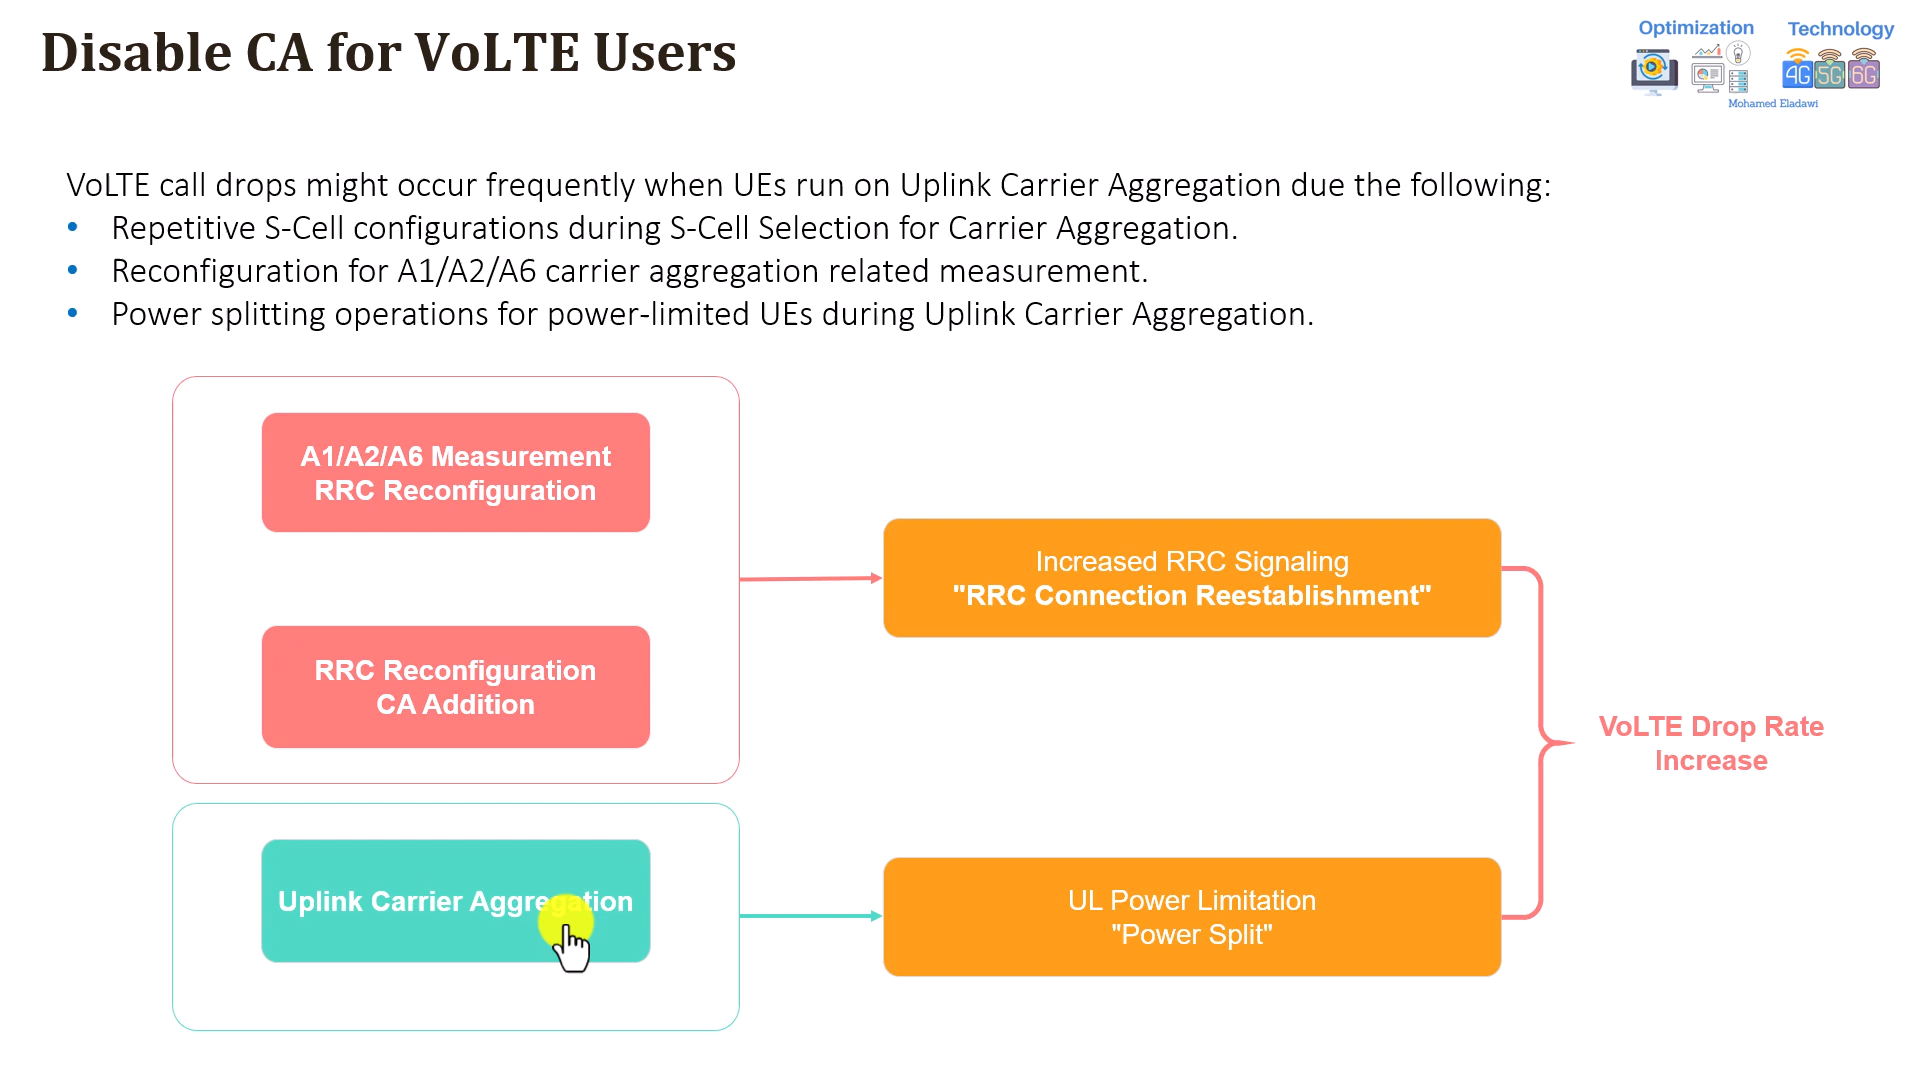 Disable CA for VoLTE Users
Optimization
Technology
4G 5G 6G
Mohamed Eladawi
VoLTE call drops might occur frequently when UEs run on Uplink Carrier Aggregation due the following:
• Repetitive S-Cell configurations during S-Cell Selection for Carrier Aggregation.
• Reconfiguration for A1/A2/A6 carrier aggregation related measurement.
• Power splitting operations for power-limited UEs during Uplink Carrier Aggregation.
A1/A2/A6 Measurement
RRC Reconfiguration
RRC Reconfiguration
CA Addition
Uplink Carrier Aggregation
Increased RRC Signaling
"RRC Connection Reestablishment"
UL Power Limitation
"Power Split"
VoLTE Drop Rate
Increase